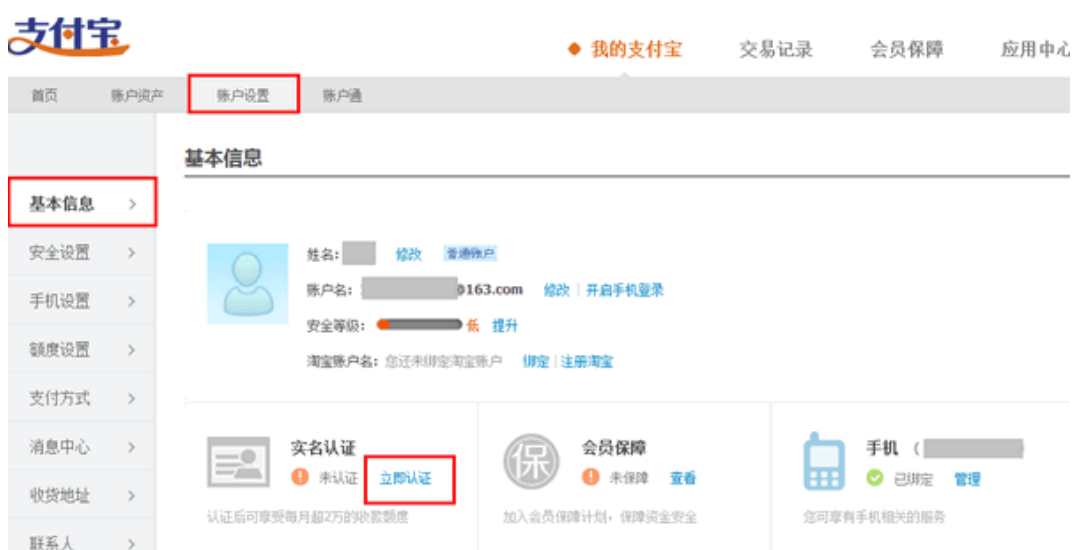 支付宝
我的支付宝 交易记录 会员保障 应用中心
首页 账户资产 账户设置 账户通
基本信息
基本信息 >
安全设置 >
手机设置 >
额度设置 >
支付方式 >
消息中心 >
收货地址 >
联系人 >
姓名: 修改 普通账户
账户名: @163.com 修改 | 开启手机登录
安全等级: 低 提升
淘宝账户名: 您还未绑定淘宝账户 绑定 | 注册淘宝
实名认证
! 未认证 立即认证
认证后可享受每月超2万的收款额度
保
会员保障
! 未保障 查看
加入会员保障计划，保障资金安全
手机 (
已绑定 管理
您可享有手机相关的服务